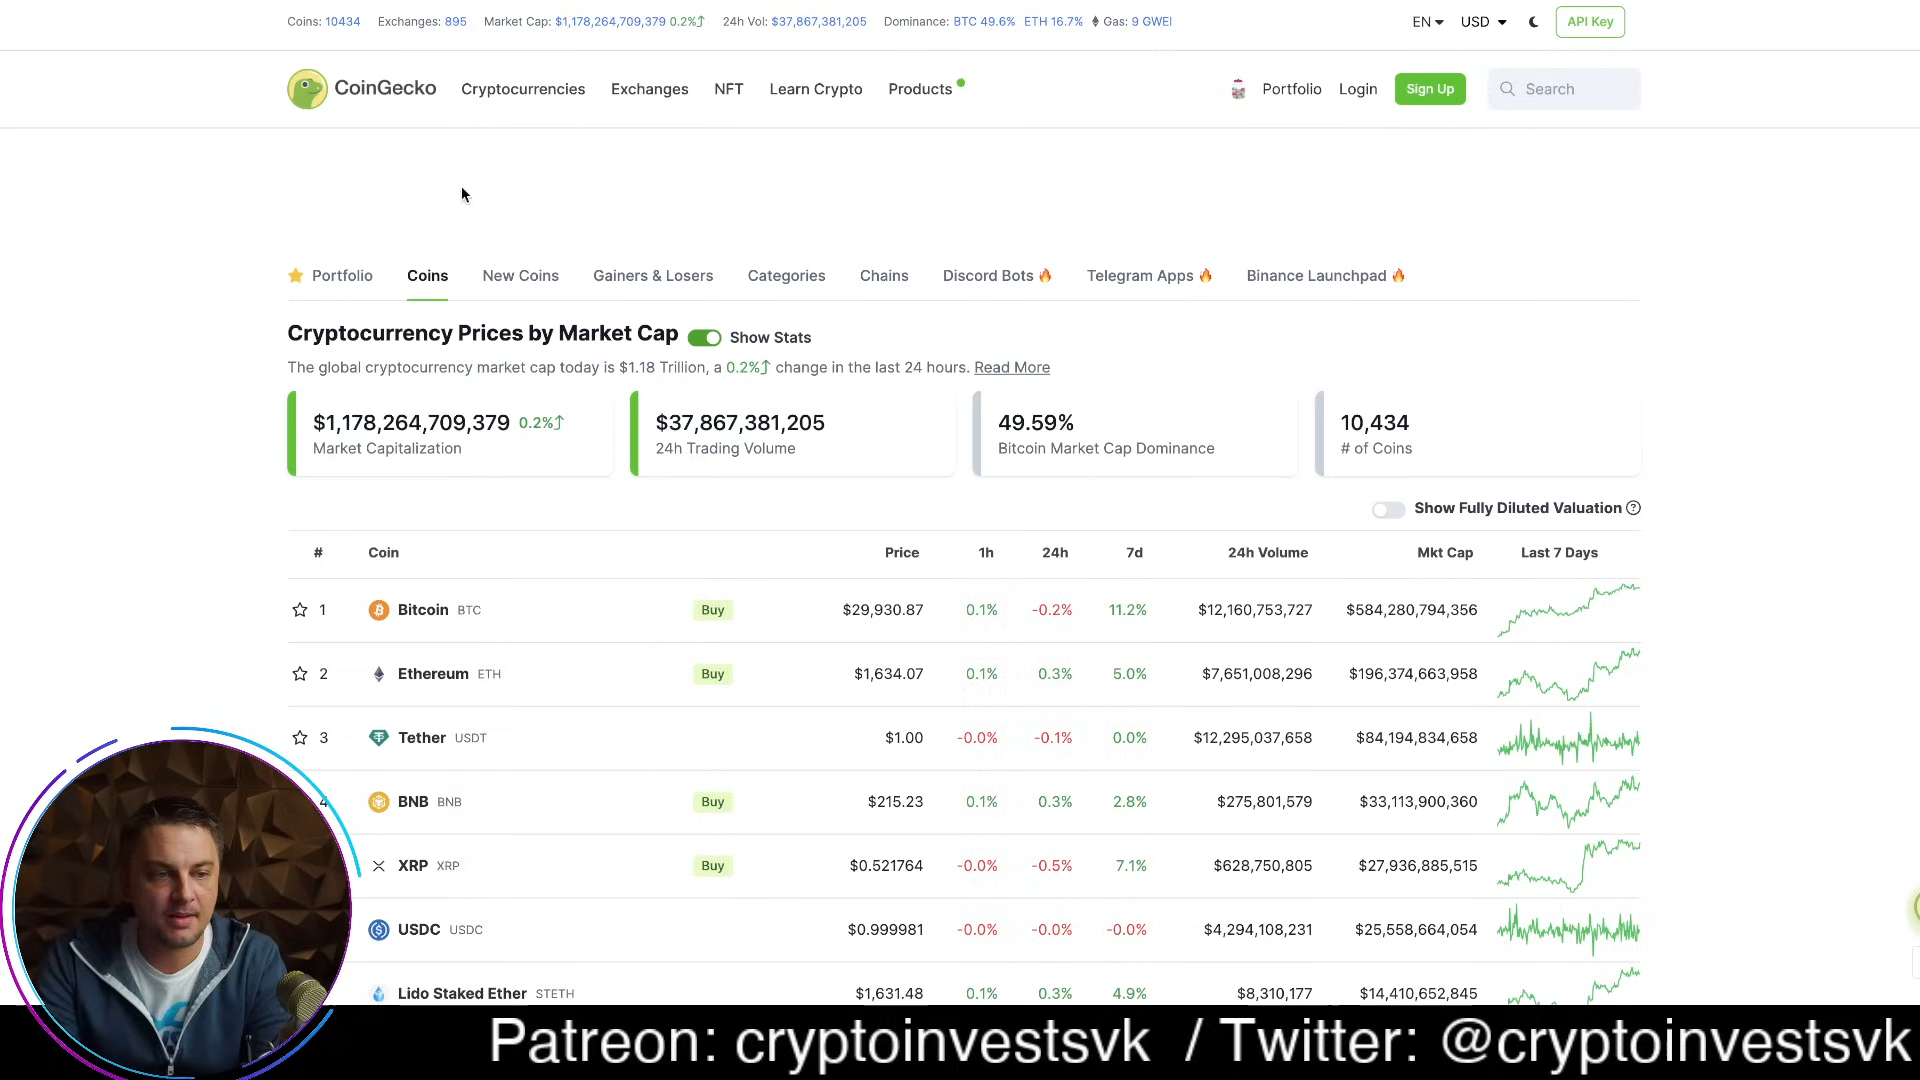 Coins: 10434 Exchanges: 895 Market Cap: $1,178,264,709,379 0.2% 24h Vol: $37,867,381,205 Dominance: BTC 49.6% ETH 16.7% Gas: 9 GWEI EN USD API Key
CoinGecko Cryptocurrencies Exchanges NFT Learn Crypto Products Portfolio Login Sign Up Search
Portfolio Coins New Coins Gainers & Losers Categories Chains Discord Bots Telegram Apps Binance Launchpad
Cryptocurrency Prices by Market Cap Show Stats
The global cryptocurrency market cap today is $1.18 Trillion, a 0.2% change in the last 24 hours. Read More
$1,178,264,709,379 0.2% $37,867,381,205 49.59% 10,434
Market Capitalization 24h Trading Volume Bitcoin Market Cap Dominance # of Coins
Show Fully Diluted Valuation ?
# Coin Price 1h 24h 7d 24h Volume Mkt Cap Last 7 Days
1 Bitcoin BTC Buy $29,930.87 0.1% -0.2% 11.2% $12,160,753,727 $584,280,794,356
2 Ethereum ETH Buy $1,634.07 0.1% 0.3% 5.0% $7,651,008,296 $196,374,663,958
3 Tether USDT $1.00 -0.0% -0.1% 0.0% $12,295,037,658 $84,194,834,658
4 BNB BNB Buy $215.23 0.1% 0.3% 2.8% $275,801,579 $33,113,900,360
XRP XRP Buy $0.521764 -0.0% -0.5% 7.1% $628,750,805 $27,936,885,515
USDC USDC $0.999981 -0.0% -0.0% -0.0% $4,294,108,231 $25,558,664,054
Lido Staked Ether STETH $1,631.48 0.1% 0.3% 4.9% $8,310,177 $14,410,652,845
Patreon: cryptoinvestsvk / Twitter: @cryptoinvestsvk